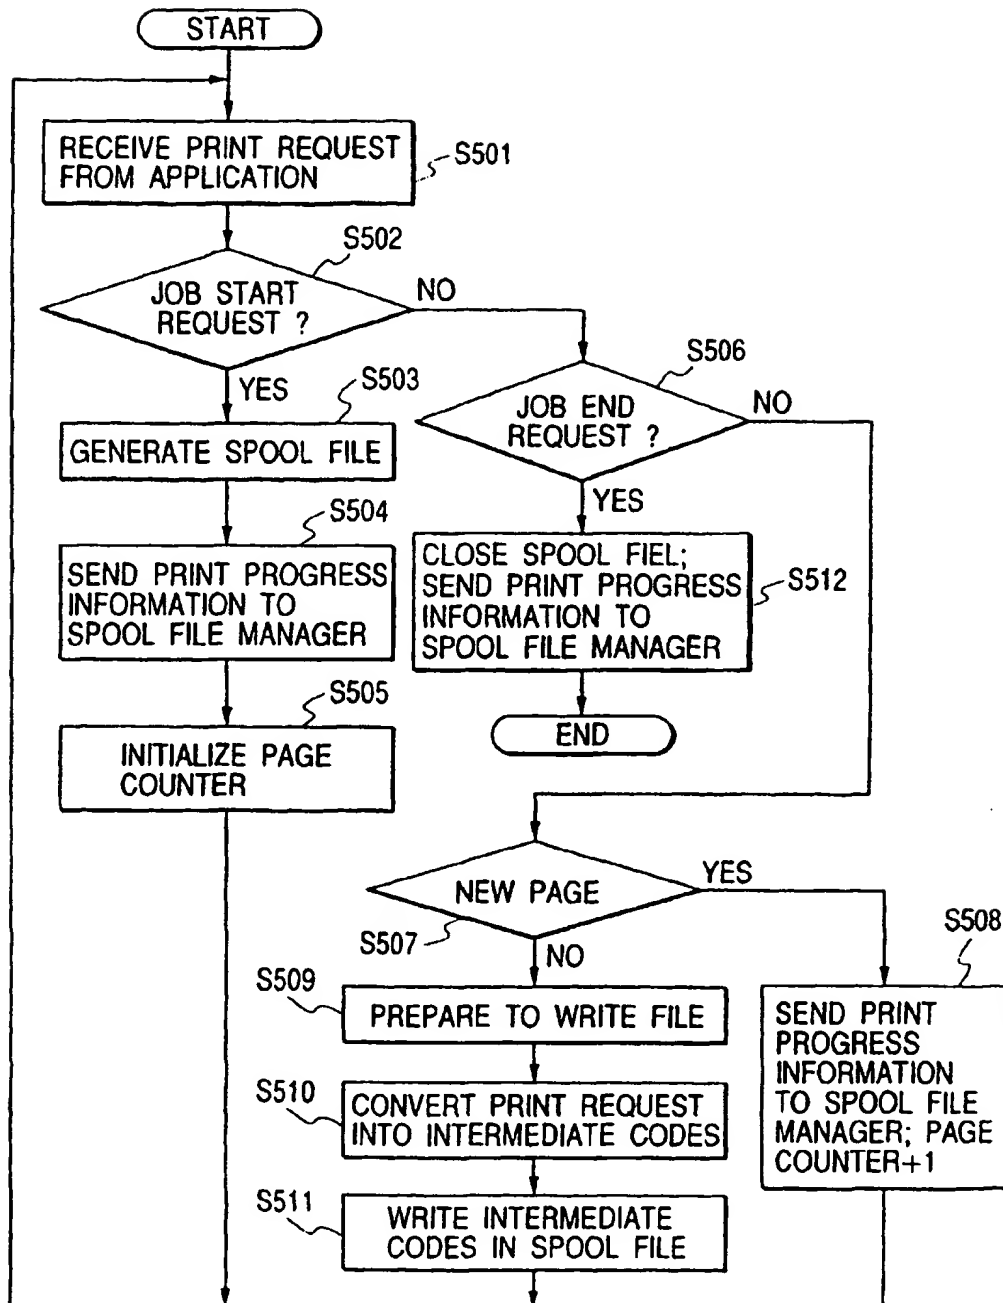 START
RECEIVE PRINT REQUEST
FROM APPLICATION
S501
S502
JOB START
REQUEST ?
NO
YES
S503
GENERATE SPOOL FILE
S504
SEND PRINT PROGRESS
INFORMATION TO
SPOOL FILE MANAGER
S505
INITIALIZE PAGE
COUNTER
S506
JOB END
REQUEST ?
NO
YES
CLOSE SPOOL FIEL;
SEND PRINT PROGRESS
INFORMATION TO
SPOOL FILE MANAGER
S512
END
NEW PAGE
YES
S507
NO
S508
SEND PRINT
PROGRESS
INFORMATION
TO SPOOL FILE
MANAGER; PAGE
COUNTER+1
S509
PREPARE TO WRITE FILE
S510
CONVERT PRINT REQUEST
INTO INTERMEDIATE CODES
S511
WRITE INTERMEDIATE
CODES IN SPOOL FILE